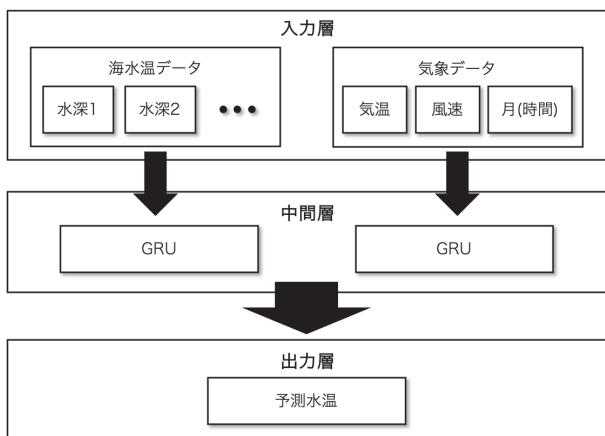 入力層
海水温データ
水深1
水深2
•••
気象データ
気温
風速
月(時間)
中間層
GRU
GRU
出力層
予測水温